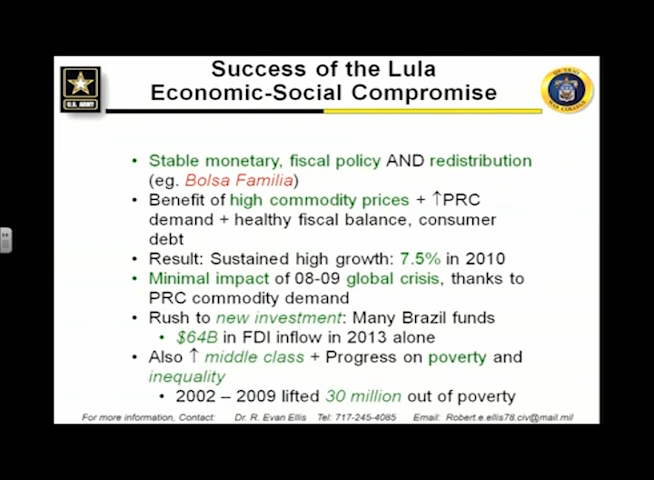 Success of the Lula
Economic-Social Compromise
U.S. ARMY
• Stable monetary, fiscal policy AND redistribution
(eg. Bolsa Familia)
• Benefit of high commodity prices + ↑PRC
demand + healthy fiscal balance, consumer
debt
• Result: Sustained high growth: 7.5% in 2010
• Minimal impact of 08-09 global crisis, thanks to
PRC commodity demand
• Rush to new investment: Many Brazil funds
• $64B in FDI inflow in 2013 alone
• Also ↑ middle class + Progress on poverty and
inequality
• 2002 – 2009 lifted 30 million out of poverty
For more information, Contact: Dr. R. Evan Ellis Tel: 717-245-4085 Email: Robert.e.ellis78.civ@mail.mil